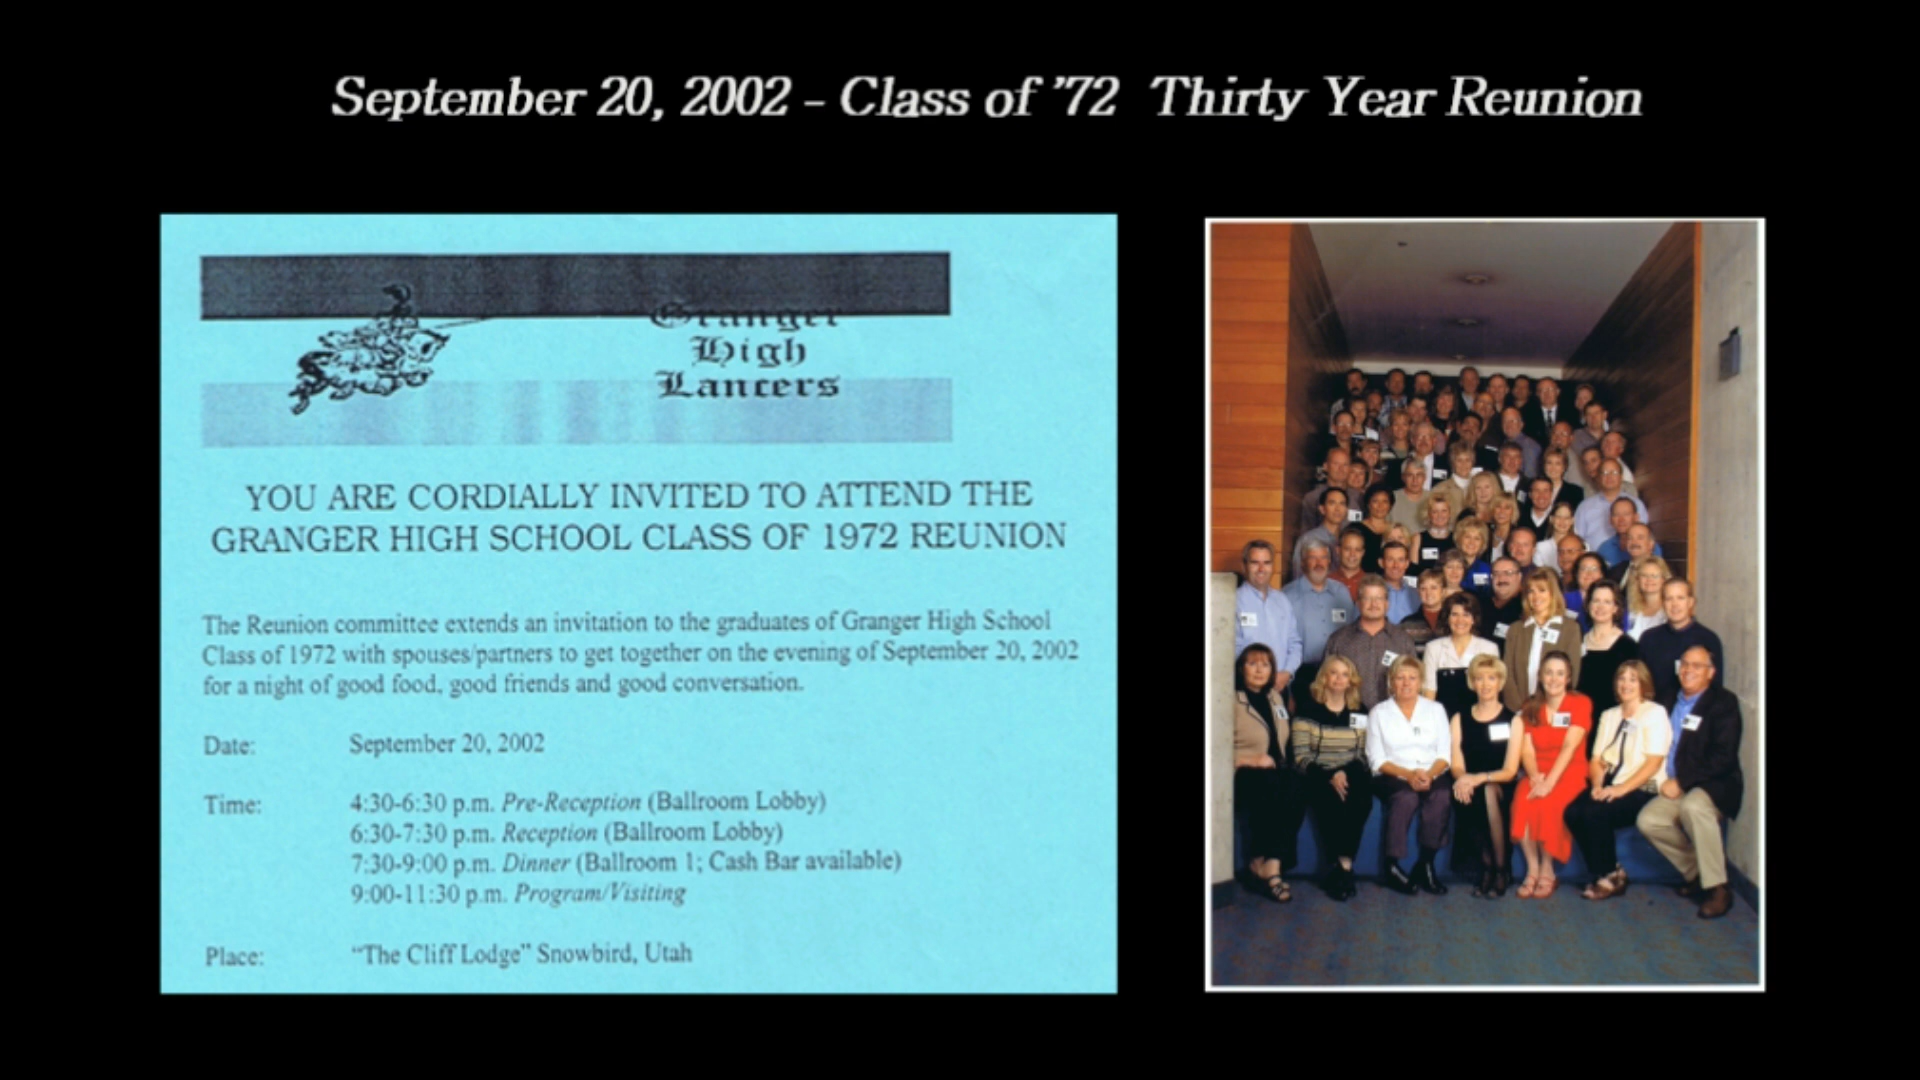 September 20, 2002 - Class of '72 Thirty Year Reunion
Granger
High
Lancers
YOU ARE CORDIALLY INVITED TO ATTEND THE
GRANGER HIGH SCHOOL CLASS OF 1972 REUNION
The Reunion committee extends an invitation to the graduates of Granger High School
Class of 1972 with spouses/partners to get together on the evening of September 20, 2002
for a night of good food, good friends and good conversation.
Date: September 20, 2002
Time: 4:30-6:30 p.m. Pre-Reception (Ballroom Lobby)
6:30-7:30 p.m. Reception (Ballroom Lobby)
7:30-9:00 p.m. Dinner (Ballroom 1; Cash Bar available)
9:00-11:30 p.m. Program/Visiting
Place: "The Cliff Lodge" Snowbird, Utah